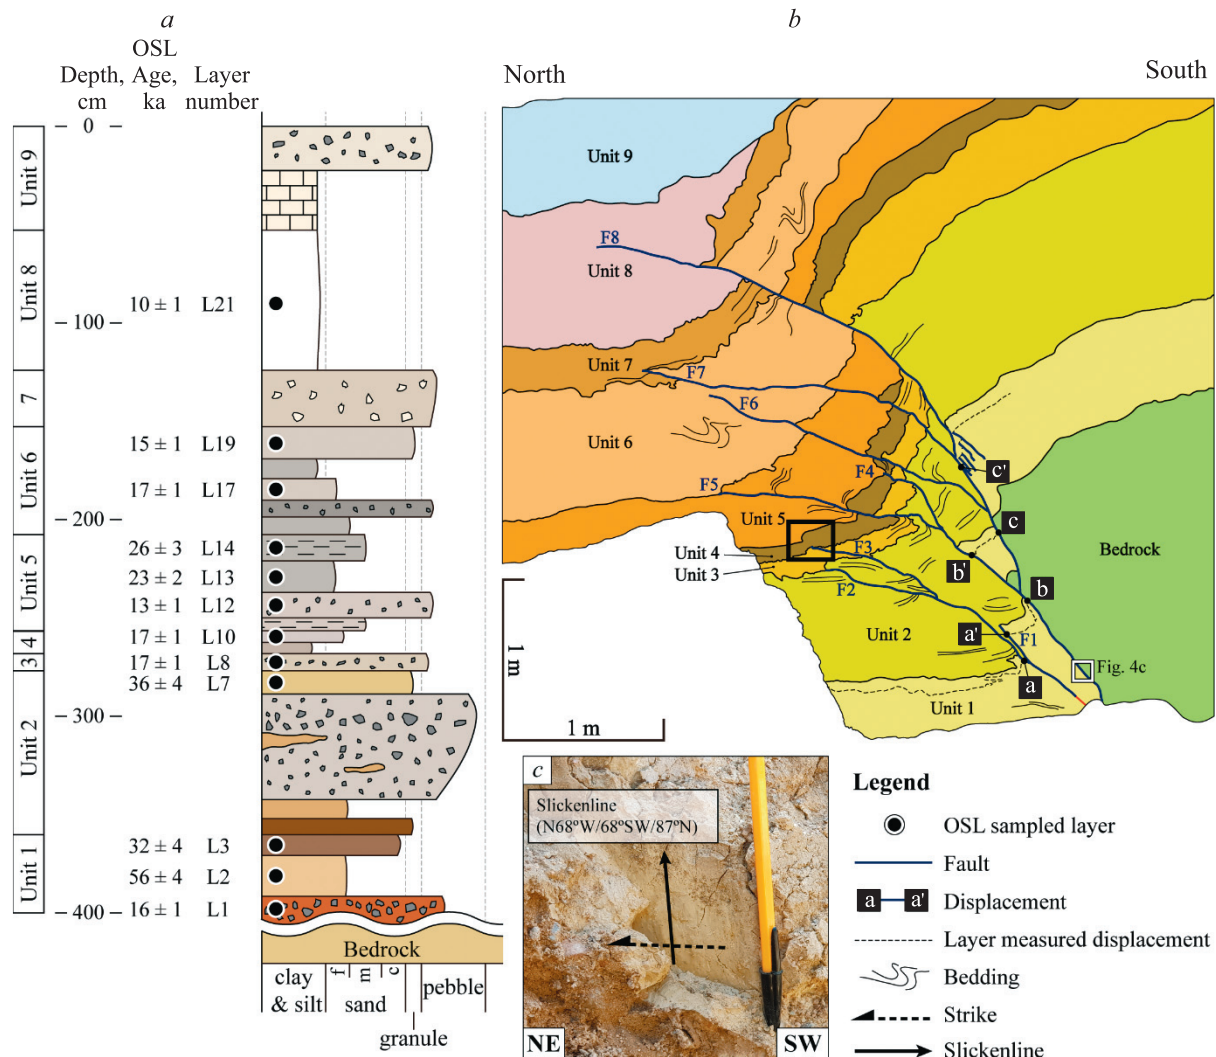 a
OSL
Depth, Age, Layer
cm ka number
0
– 100 –
– 200 –
– 300 –
– 400 –
Unit 9
Unit 8
7
Unit 6
Unit 5
4
3
Unit 2
Unit 1
10 ± 1 L21
15 ± 1 L19
17 ± 1 L17
26 ± 3 L14
23 ± 2 L13
13 ± 1 L12
17 ± 1 L10
17 ± 1 L8
36 ± 4 L7
32 ± 4 L3
56 ± 4 L2
16 ± 1 L1
Bedrock
clay
& silt
f m c
sand
granule
pebble
b
North South
Unit 9
F8
Unit 8
Unit 7
F7
F6
Unit 6
F4
F5
c'
c
Unit 5
Bedrock
Unit 4
F3
b'
Unit 3
F2
b
a'
F1
Unit 2
Fig. 4c
a
Unit 1
1 m
1 m
c
Slickenline
(N68ºW/68ºSW/87ºN)
NE SW
Legend
OSL sampled layer
Fault
a a' Displacement
Layer measured displacement
Bedding
Strike
Slickenline